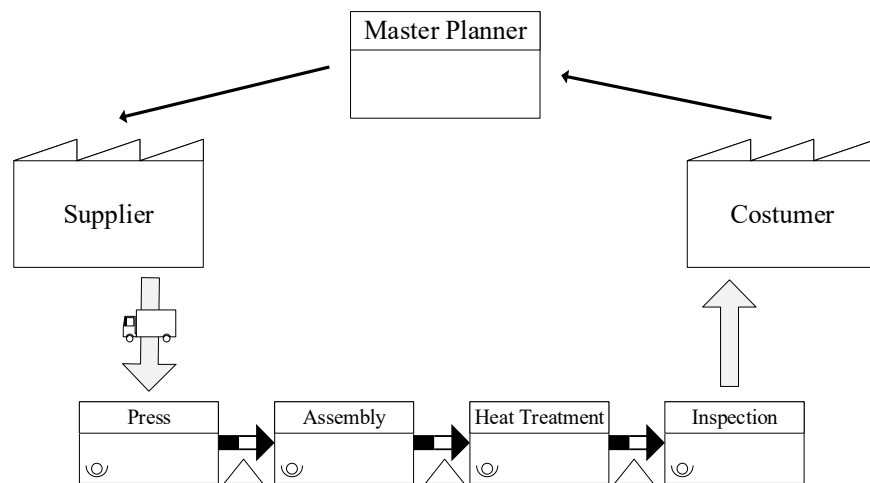 Master Planner
Supplier
Costumer
Press
Assembly
Heat Treatment
Inspection